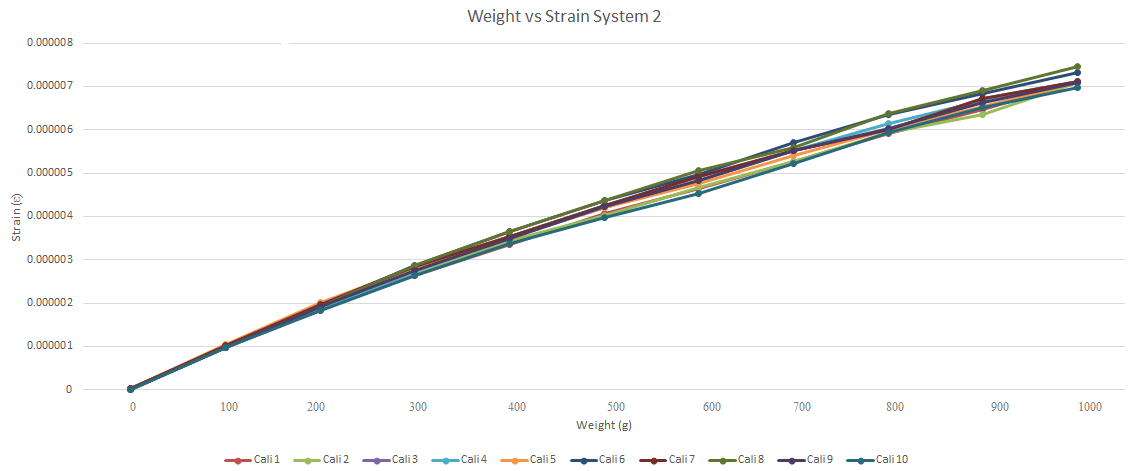 Weight vs Strain System 2
0.000008
0.000007
0.000006
0.000005
0.000004
0.000003
0.000002
0.000001
0
Strain (ε)
0 100 200 300 400 500 600 700 800 900 1000
Weight (g)
Cali 1 Cali 2 Cali 3 Cali 4 Cali 5 Cali 6 Cali 7 Cali 8 Cali 9 Cali 10